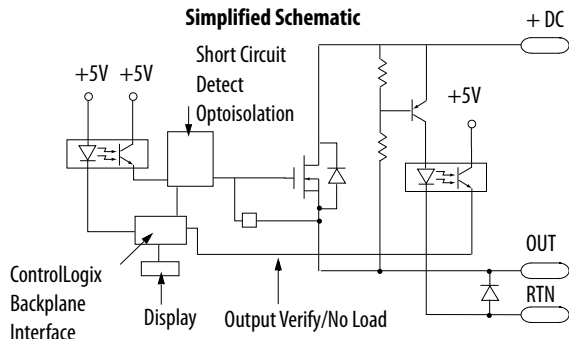 Simplified Schematic
+ DC
Short Circuit
Detect
Optoisolation
+5V +5V
+5V
OUT
RTN
ControlLogix
Backplane
Interface
Display
Output Verify/No Load